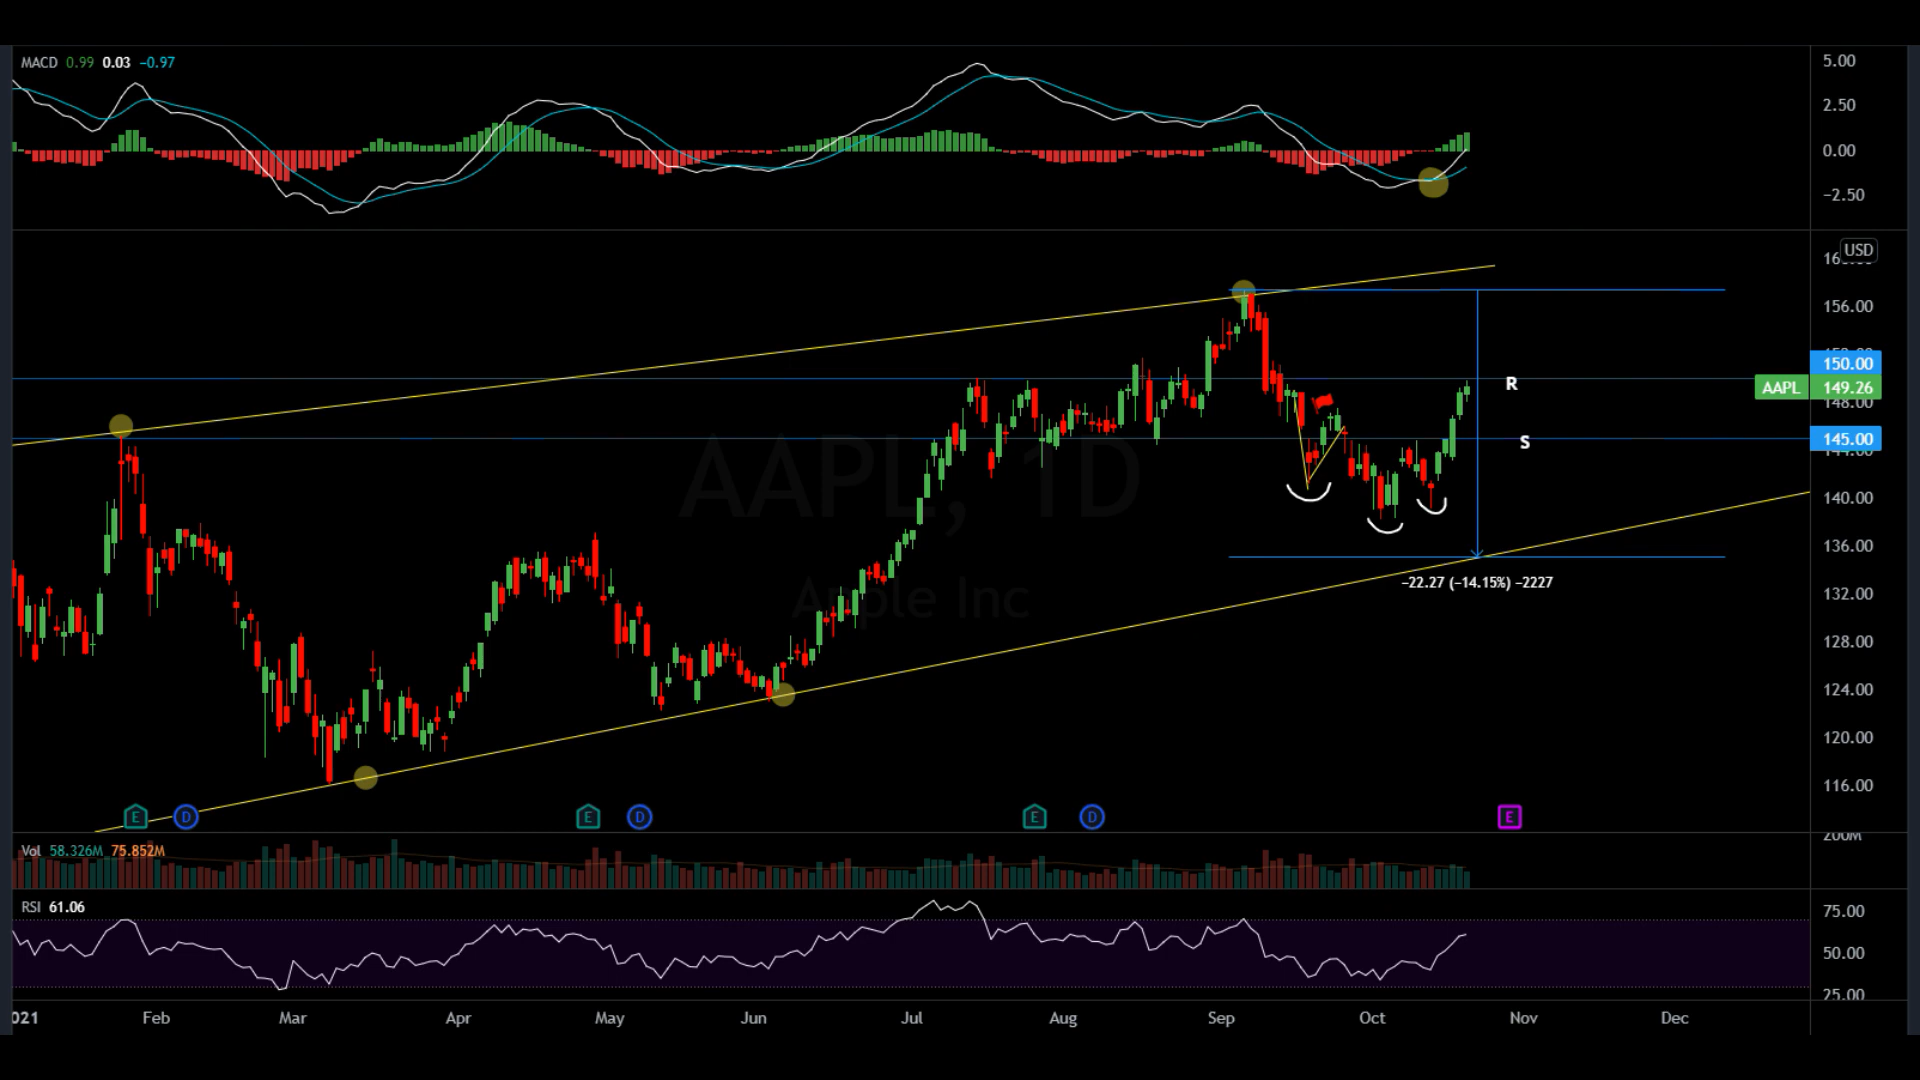 MACD 0.99 0.03 −0.97
5.00
2.50
0.00
−2.50
USD
156.00
150.00
R
AAPL 149.26
148.00
145.00
S
144.00
AAPL, 1D
140.00
136.00
−22.27 (−14.15%) −2227
Apple Inc
132.00
128.00
124.00
120.00
116.00
E D E D E D E
Vol 58.326M 75.852M
200M
RSI 61.06
75.00
50.00
25.00
021 Feb Mar Apr May Jun Jul Aug Sep Oct Nov Dec